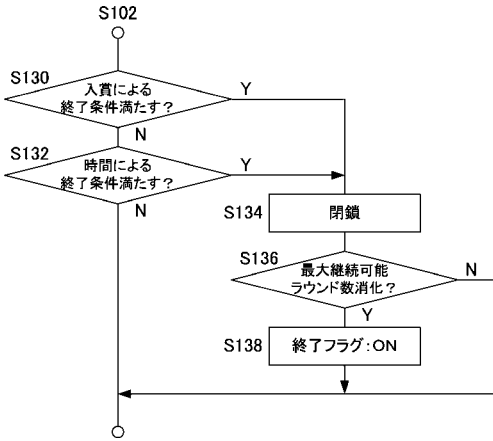 S102
S130
入賞による
終了条件満たす？
Y
N
S132
時間による
終了条件満たす？
Y
N
S134
閉鎖
S136
最大継続可能
ラウンド数消化？
N
Y
S138
終了フラグ：ON